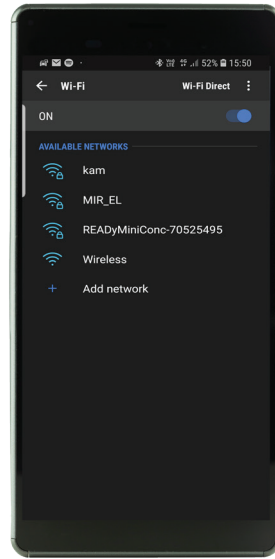 52% 15:50
Wi-Fi Wi-Fi Direct
ON
AVAILABLE NETWORKS
kam
MIR_EL
READyMiniConc-70525495
Wireless
+ Add network